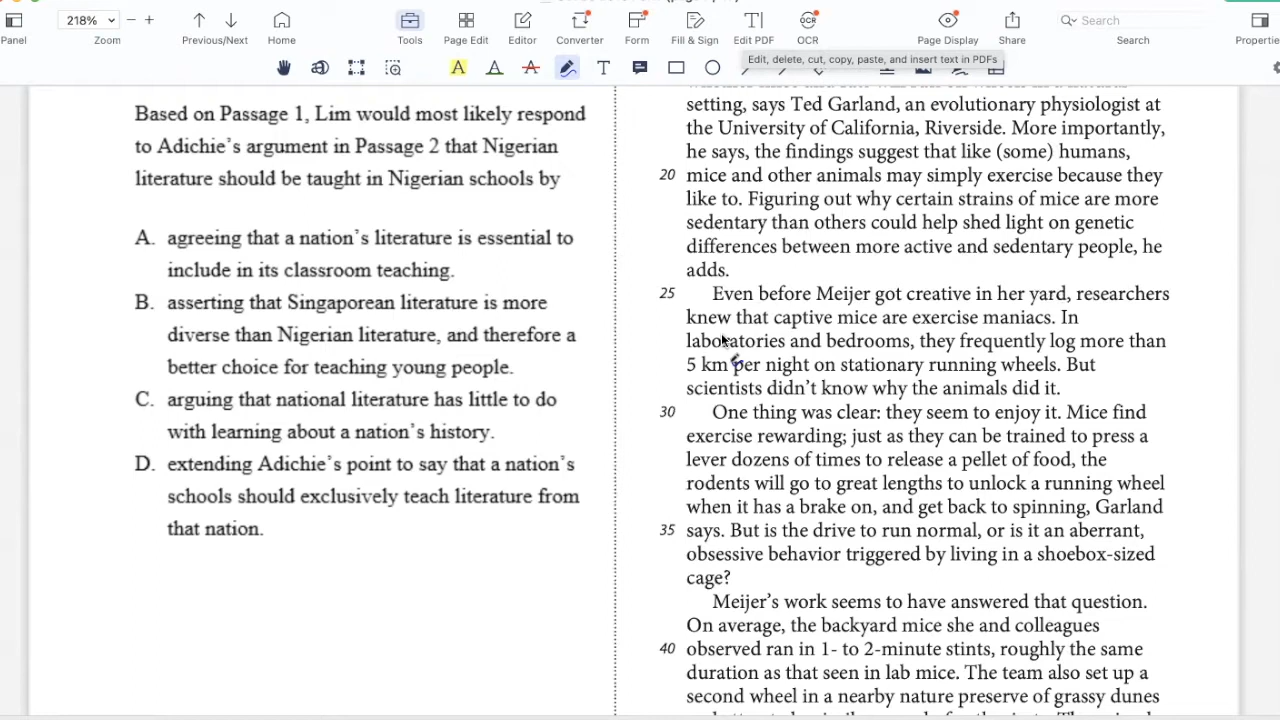 218%
Panel
Zoom
Previous/Next
Home
Tools
Page Edit
Editor
Converter
Form
Fill & Sign
Edit PDF
OCR
OCR
Page Display
Share
Search
Search
Propertie
Edit, delete, cut, copy, paste, and insert text in PDFs
Based on Passage 1, Lim would most likely respond
to Adichie's argument in Passage 2 that Nigerian
literature should be taught in Nigerian schools by
A. agreeing that a nation's literature is essential to
include in its classroom teaching.
B. asserting that Singaporean literature is more
diverse than Nigerian literature, and therefore a
better choice for teaching young people.
C. arguing that national literature has little to do
with learning about a nation's history.
D. extending Adichie's point to say that a nation's
schools should exclusively teach literature from
that nation.
setting, says Ted Garland, an evolutionary physiologist at
the University of California, Riverside. More importantly,
he says, the findings suggest that like (some) humans,
20 mice and other animals may simply exercise because they
like to. Figuring out why certain strains of mice are more
sedentary than others could help shed light on genetic
differences between more active and sedentary people, he
adds.
25 Even before Meijer got creative in her yard, researchers
knew that captive mice are exercise maniacs. In
laboratories and bedrooms, they frequently log more than
5 km per night on stationary running wheels. But
scientists didn't know why the animals did it.
30 One thing was clear: they seem to enjoy it. Mice find
exercise rewarding; just as they can be trained to press a
lever dozens of times to release a pellet of food, the
rodents will go to great lengths to unlock a running wheel
when it has a brake on, and get back to spinning, Garland
35 says. But is the drive to run normal, or is it an aberrant,
obsessive behavior triggered by living in a shoebox-sized
cage?
Meijer's work seems to have answered that question.
On average, the backyard mice she and colleagues
40 observed ran in 1- to 2-minute stints, roughly the same
duration as that seen in lab mice. The team also set up a
second wheel in a nearby nature preserve of grassy dunes